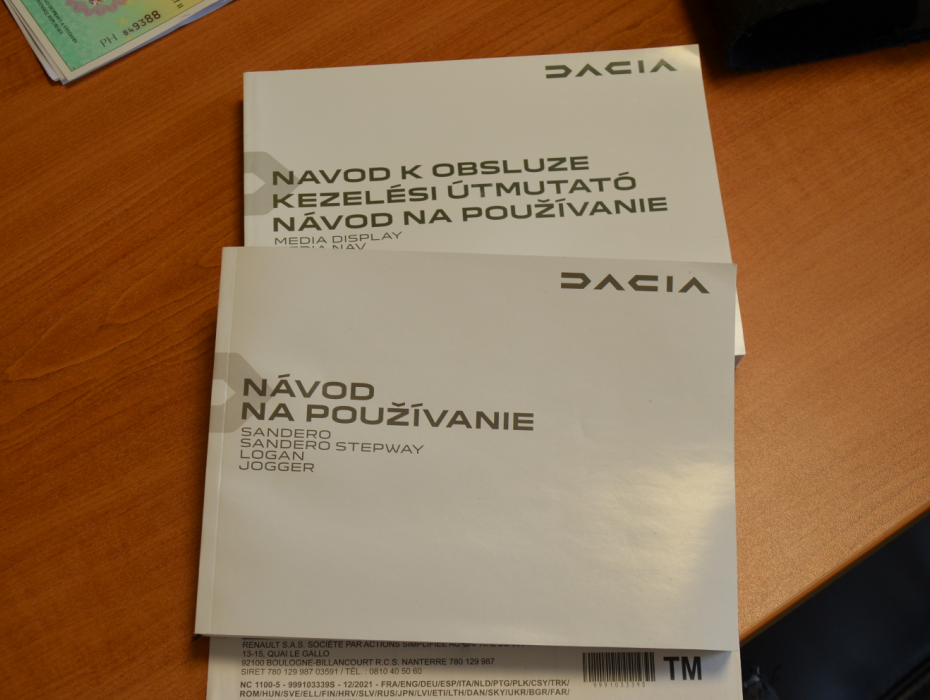 PH 849388
DACIA
NAVOD K OBSLUZE
KEZELÉSI ÚTMUTATÓ
NÁVOD NA POUŽÍVANIE
MEDIA DISPLAY
MEDIA NAV
DACIA
NÁVOD
NA POUŽÍVANIE
SANDERO
SANDERO STEPWAY
LOGAN
JOGGER
RENAULT S.A.S. SOCIÉTÉ PAR ACTIONS SIMPLIFIÉE AU
13-15, QUAI LE GALLO
92100 BOULOGNE-BILLANCOURT R.C.S. NANTERRE 780 129 987
SIRET 780 129 987 03591 / TÉL. : 0810 40 50 60
NC 1100-5 - 999103339S - 12/2021 - FRA/ENG/DEU/ESP/ITA/NLD/PTG/PLK/CSY/TRK/
ROM/HUN/SVE/ELL/FIN/HRV/SLV/RUS/JPN/LVI/ETI/LTH/DAN/SKY/UKR/BGR/FAR/
TM